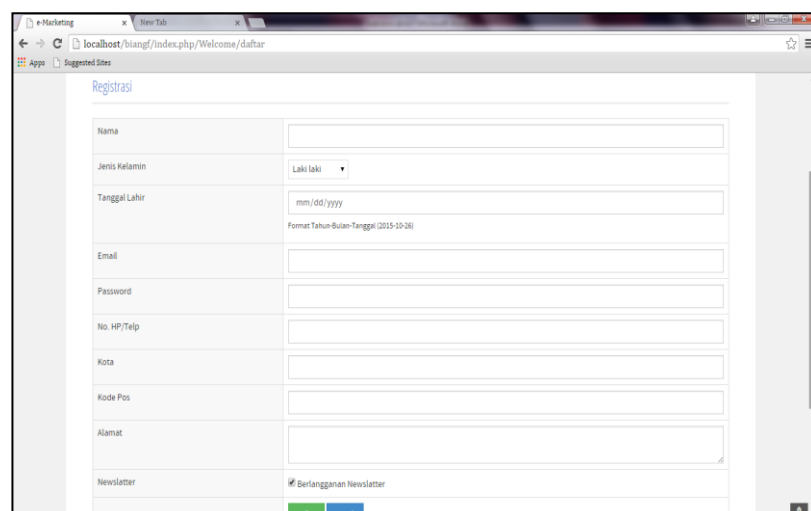 e-Marketing
New Tab
localhost/biangf/index.php/Welcome/daftar
Apps Suggested Sites
Registrasi
Nama
Jenis Kelamin Laki laki
Tanggal Lahir mm/dd/yyyy
Format Tahun-Bulan-Tanggal (2015-10-26)
Email
Password
No. HP/Telp
Kota
Kode Pos
Alamat
Newslatter Berlangganan Newslatter